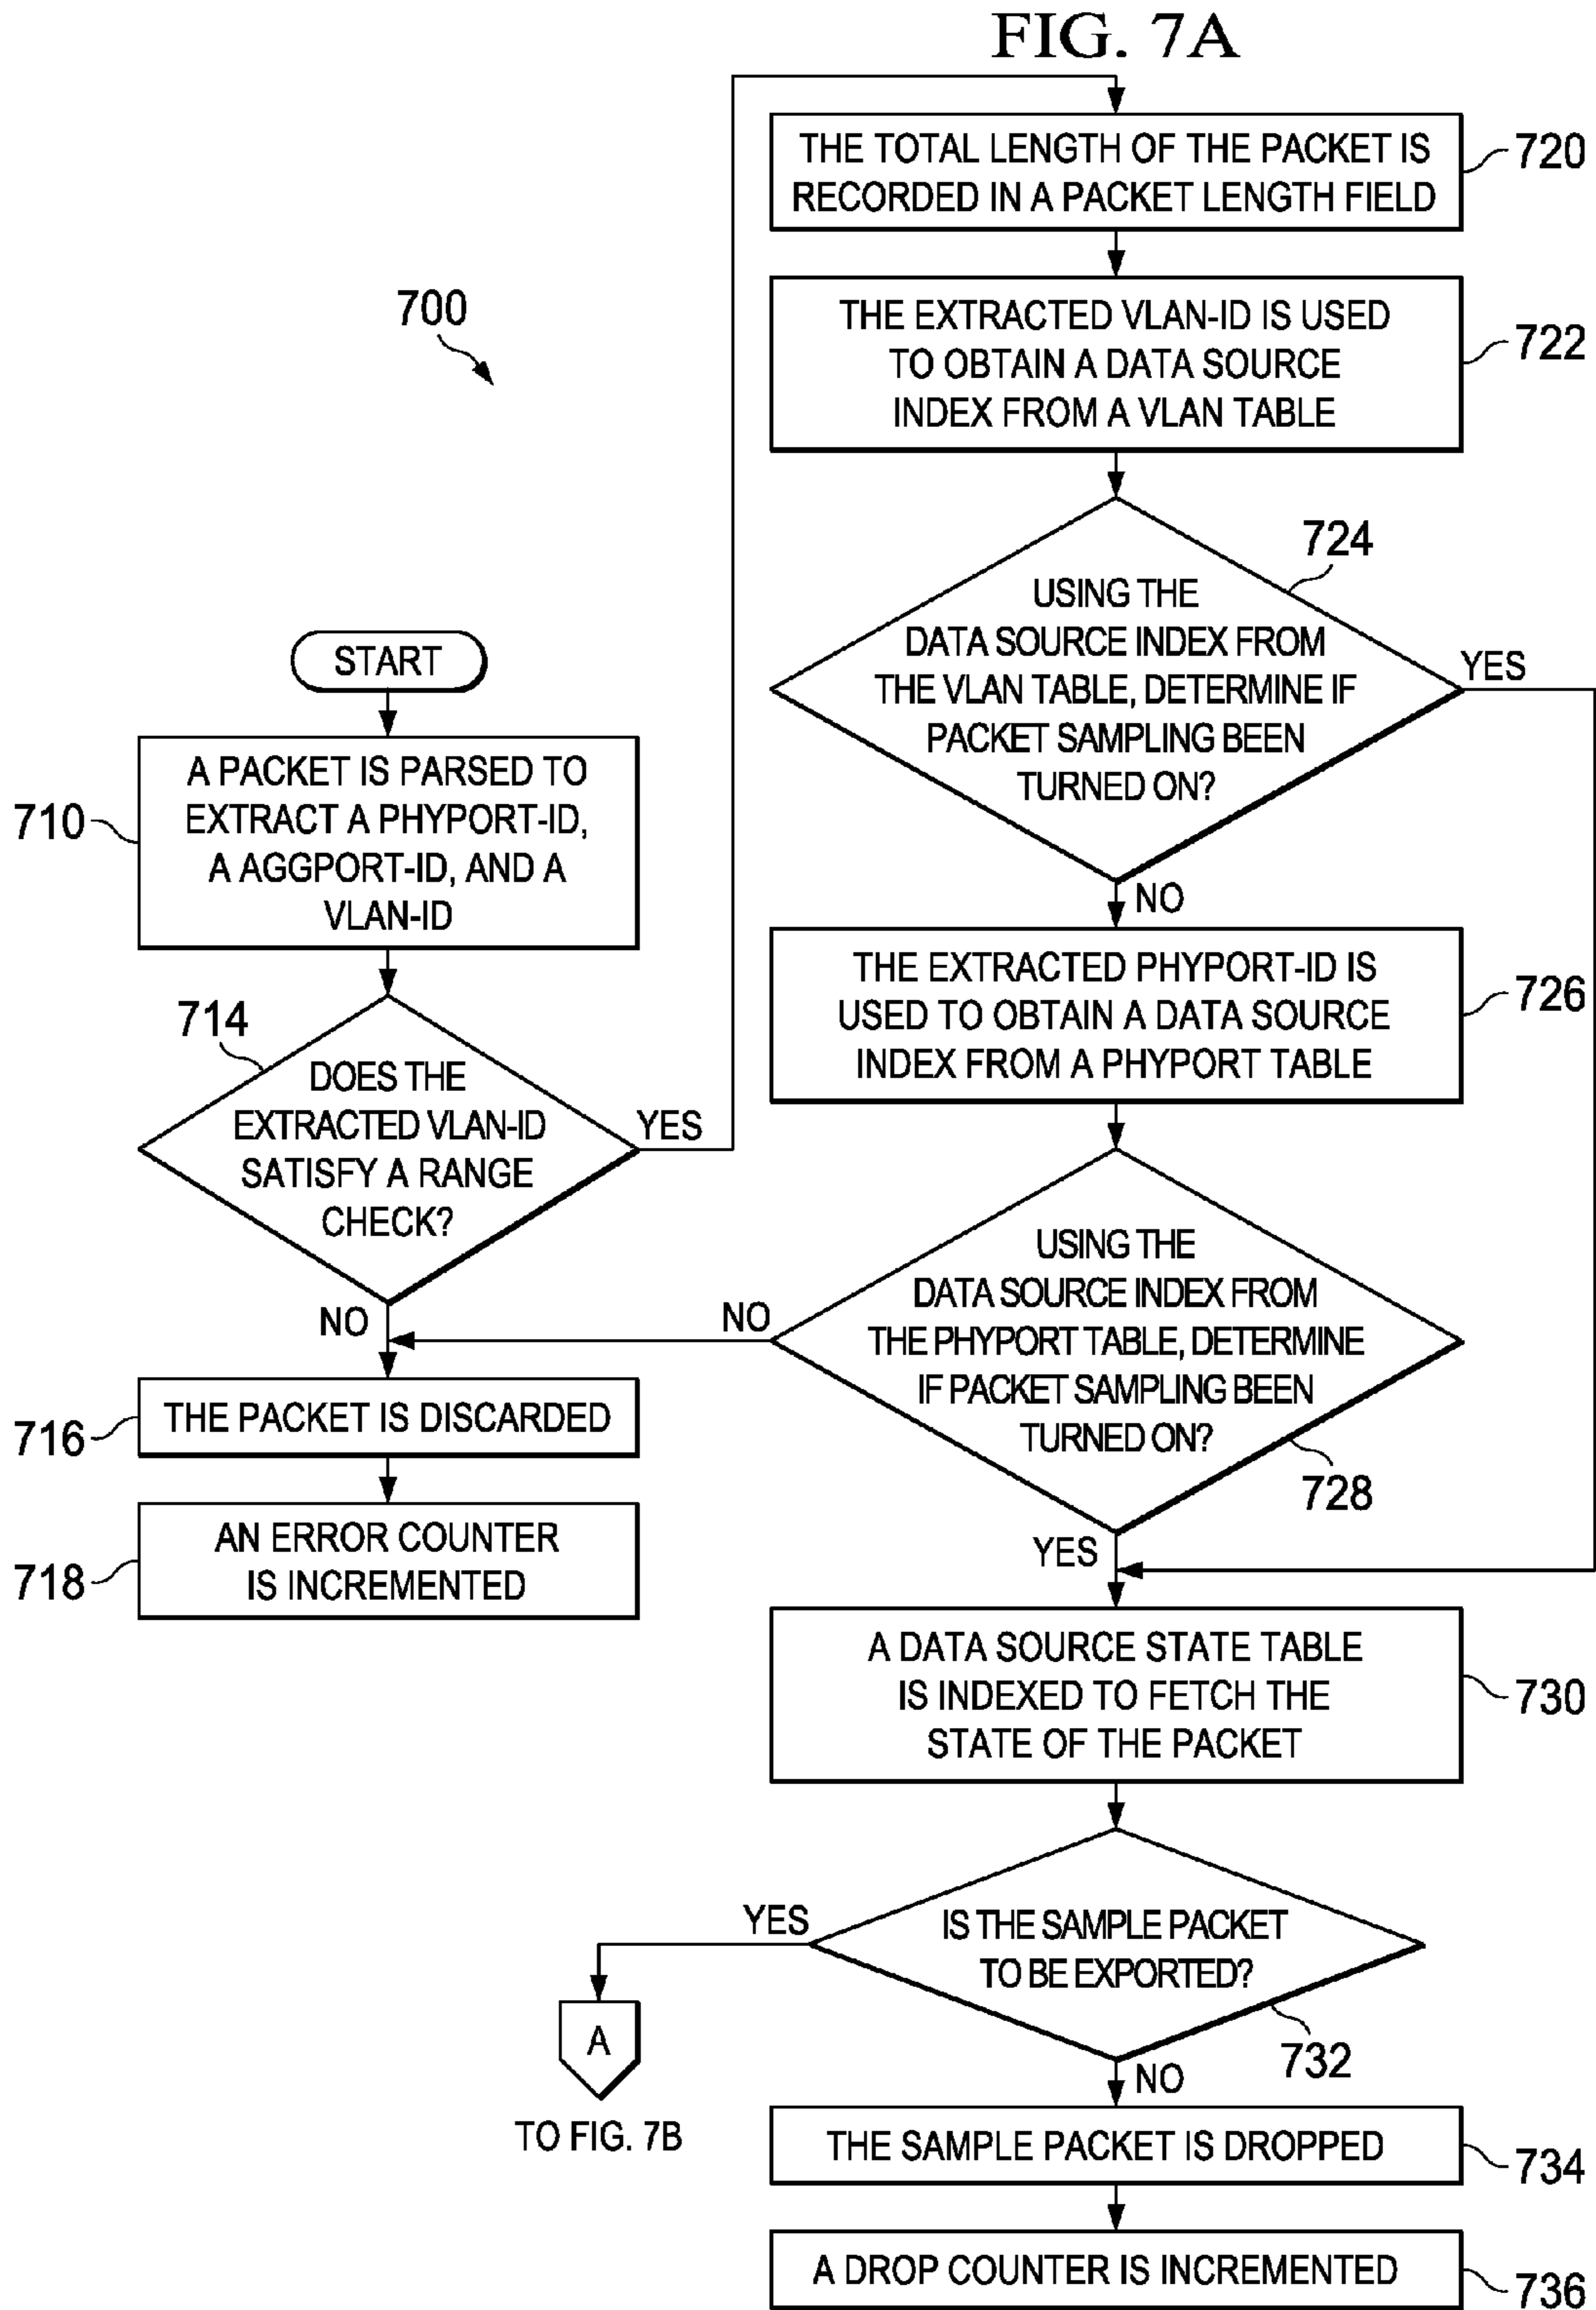 FIG. 7A
700
START
710
A PACKET IS PARSED TO
EXTRACT A PHYPORT-ID,
A AGGPORT-ID, AND A
VLAN-ID
714
DOES THE
EXTRACTED VLAN-ID
SATISFY A RANGE
CHECK?
YES
NO
716
THE PACKET IS DISCARDED
718
AN ERROR COUNTER
IS INCREMENTED
THE TOTAL LENGTH OF THE PACKET IS
RECORDED IN A PACKET LENGTH FIELD
720
THE EXTRACTED VLAN-ID IS USED
TO OBTAIN A DATA SOURCE
INDEX FROM A VLAN TABLE
722
724
USING THE
DATA SOURCE INDEX FROM
THE VLAN TABLE, DETERMINE IF
PACKET SAMPLING BEEN
TURNED ON?
YES
NO
THE EXTRACTED PHYPORT-ID IS
USED TO OBTAIN A DATA SOURCE
INDEX FROM A PHYPORT TABLE
726
USING THE
DATA SOURCE INDEX FROM
THE PHYPORT TABLE, DETERMINE
IF PACKET SAMPLING BEEN
TURNED ON?
NO
728
YES
A DATA SOURCE STATE TABLE
IS INDEXED TO FETCH THE
STATE OF THE PACKET
730
IS THE SAMPLE PACKET
TO BE EXPORTED?
YES
732
A
TO FIG. 7B
NO
THE SAMPLE PACKET IS DROPPED
734
A DROP COUNTER IS INCREMENTED
736